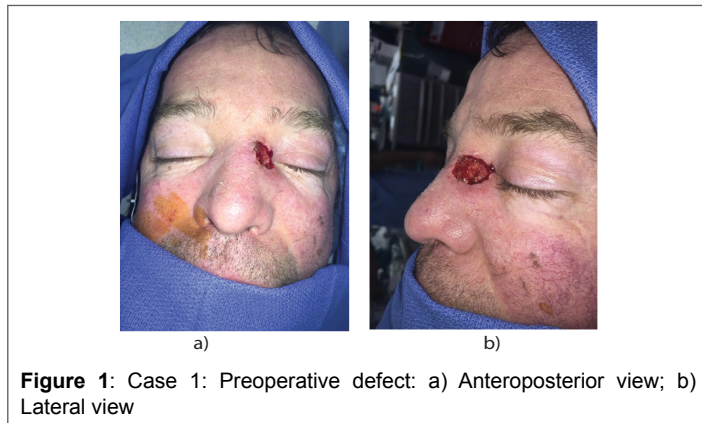 a)
b)
Figure 1: Case 1: Preoperative defect: a) Anteroposterior view; b)
Lateral view